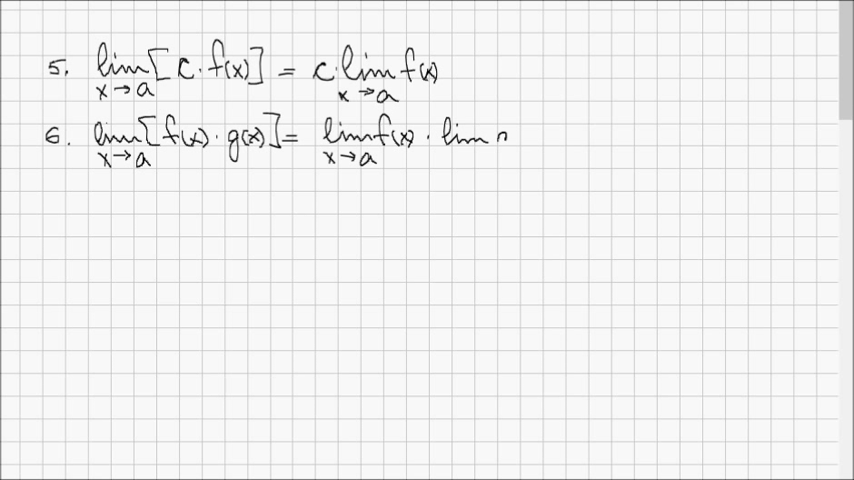 5. lim x→a [c·f(x)] = c·lim x→a f(x)
6. lim x→a [f(x)·g(x)] = lim x→a f(x) · lim